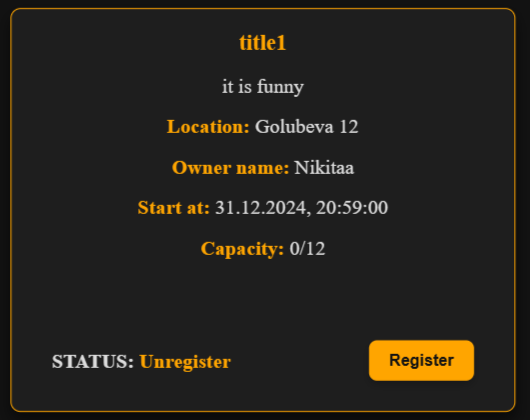 title1
it is funny
Location: Golubeva 12
Owner name: Nikitaa
Start at: 31.12.2024, 20:59:00
Capacity: 0/12
STATUS: Unregister
Register